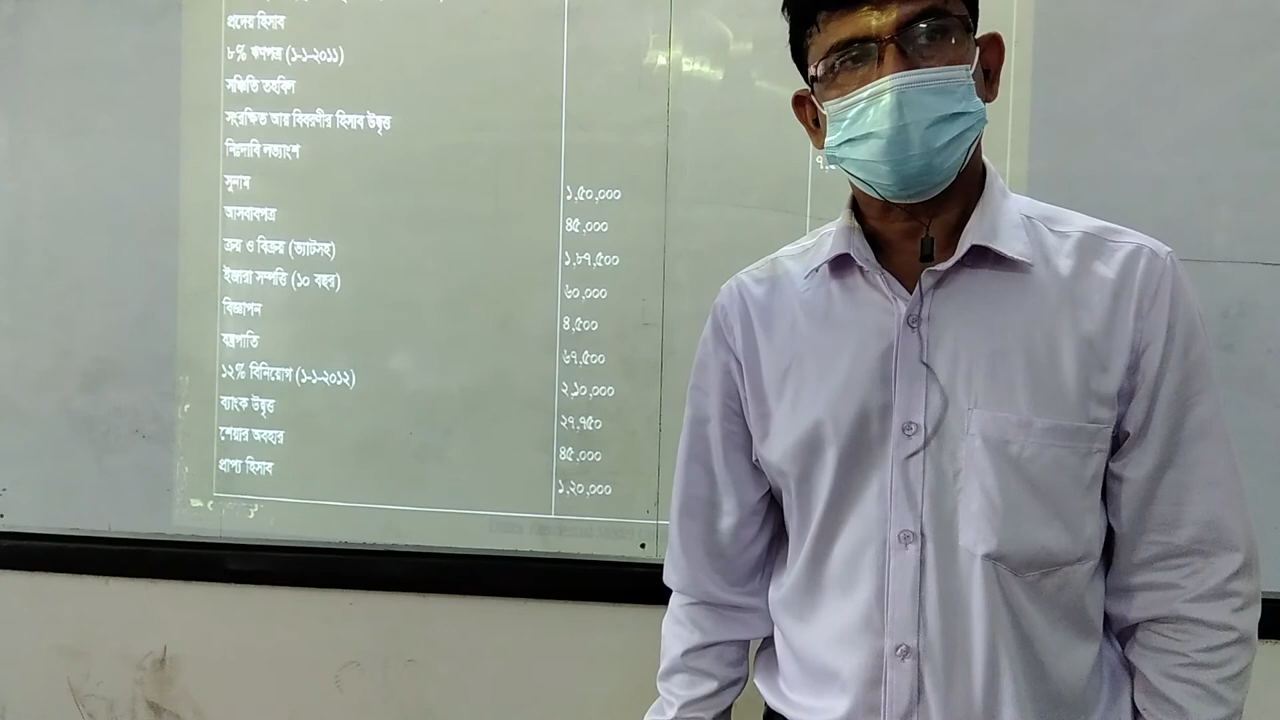 প্রদেয় হিসাব
৮% ঋণপত্র (১-১-২০১১)
সঞ্চিতি তহবিল
সংরক্ষিত আয় বিবরণীর হিসাব উদ্বৃত্ত
নিঃদাবি লভ্যাংশ
সুনাম ১,৫০,০০০
আসবাবপত্র ৪৫,০০০
ক্রয় ও বিক্রয় (ভ্যাটসহ) ১,৮৭,৫০০
ইজারা সম্পত্তি (১০ বছর) ৬০,০০০
বিজ্ঞাপন ৪,৫০০
যন্ত্রপাতি ৬৭,৫০০
১২% বিনিয়োগ (১-১-২০১২) ২,১০,০০০
ব্যাংক উদ্বৃত্ত ২৭,৭৫০
শেয়ার অবহার ৪৫,০০০
প্রাপ্য হিসাব ১,২০,০০০